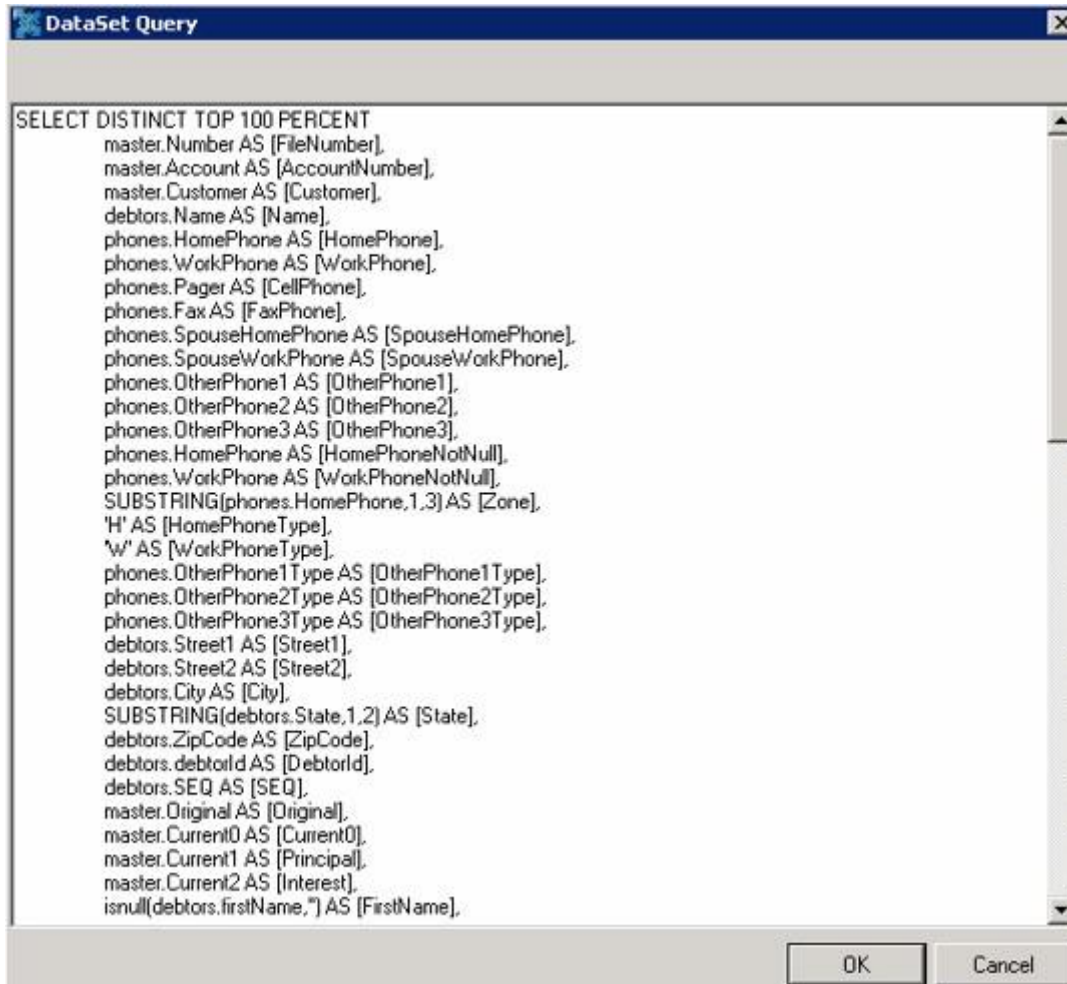 DataSet Query
SELECT DISTINCT TOP 100 PERCENT
master.Number AS [FileNumber],
master.Account AS [AccountNumber],
master.Customer AS [Customer],
debtors.Name AS [Name],
phones.HomePhone AS [HomePhone],
phones.WorkPhone AS [WorkPhone],
phones.Pager AS [CellPhone],
phones.Fax AS [FaxPhone],
phones.SpouseHomePhone AS [SpouseHomePhone],
phones.SpouseWorkPhone AS [SpouseWorkPhone],
phones.OtherPhone1 AS [OtherPhone1],
phones.OtherPhone2 AS [OtherPhone2],
phones.OtherPhone3 AS [OtherPhone3],
phones.HomePhone AS [HomePhoneNotNull],
phones.WorkPhone AS [WorkPhoneNotNull],
SUBSTRING(phones.HomePhone,1,3) AS [Zone],
'H' AS [HomePhoneType],
'W' AS [WorkPhoneType],
phones.OtherPhone1Type AS [OtherPhone1Type],
phones.OtherPhone2Type AS [OtherPhone2Type],
phones.OtherPhone3Type AS [OtherPhone3Type],
debtors.Street1 AS [Street1],
debtors.Street2 AS [Street2],
debtors.City AS [City],
SUBSTRING(debtors.State,1,2) AS [State],
debtors.ZipCode AS [ZipCode],
debtors.debtorId AS [DebtorId],
debtors.SEQ AS [SEQ],
master.Original AS [Original],
master.Current0 AS [Current0],
master.Current1 AS [Principal],
master.Current2 AS [Interest],
isnull(debtors.firstName,'') AS [FirstName],
OK Cancel